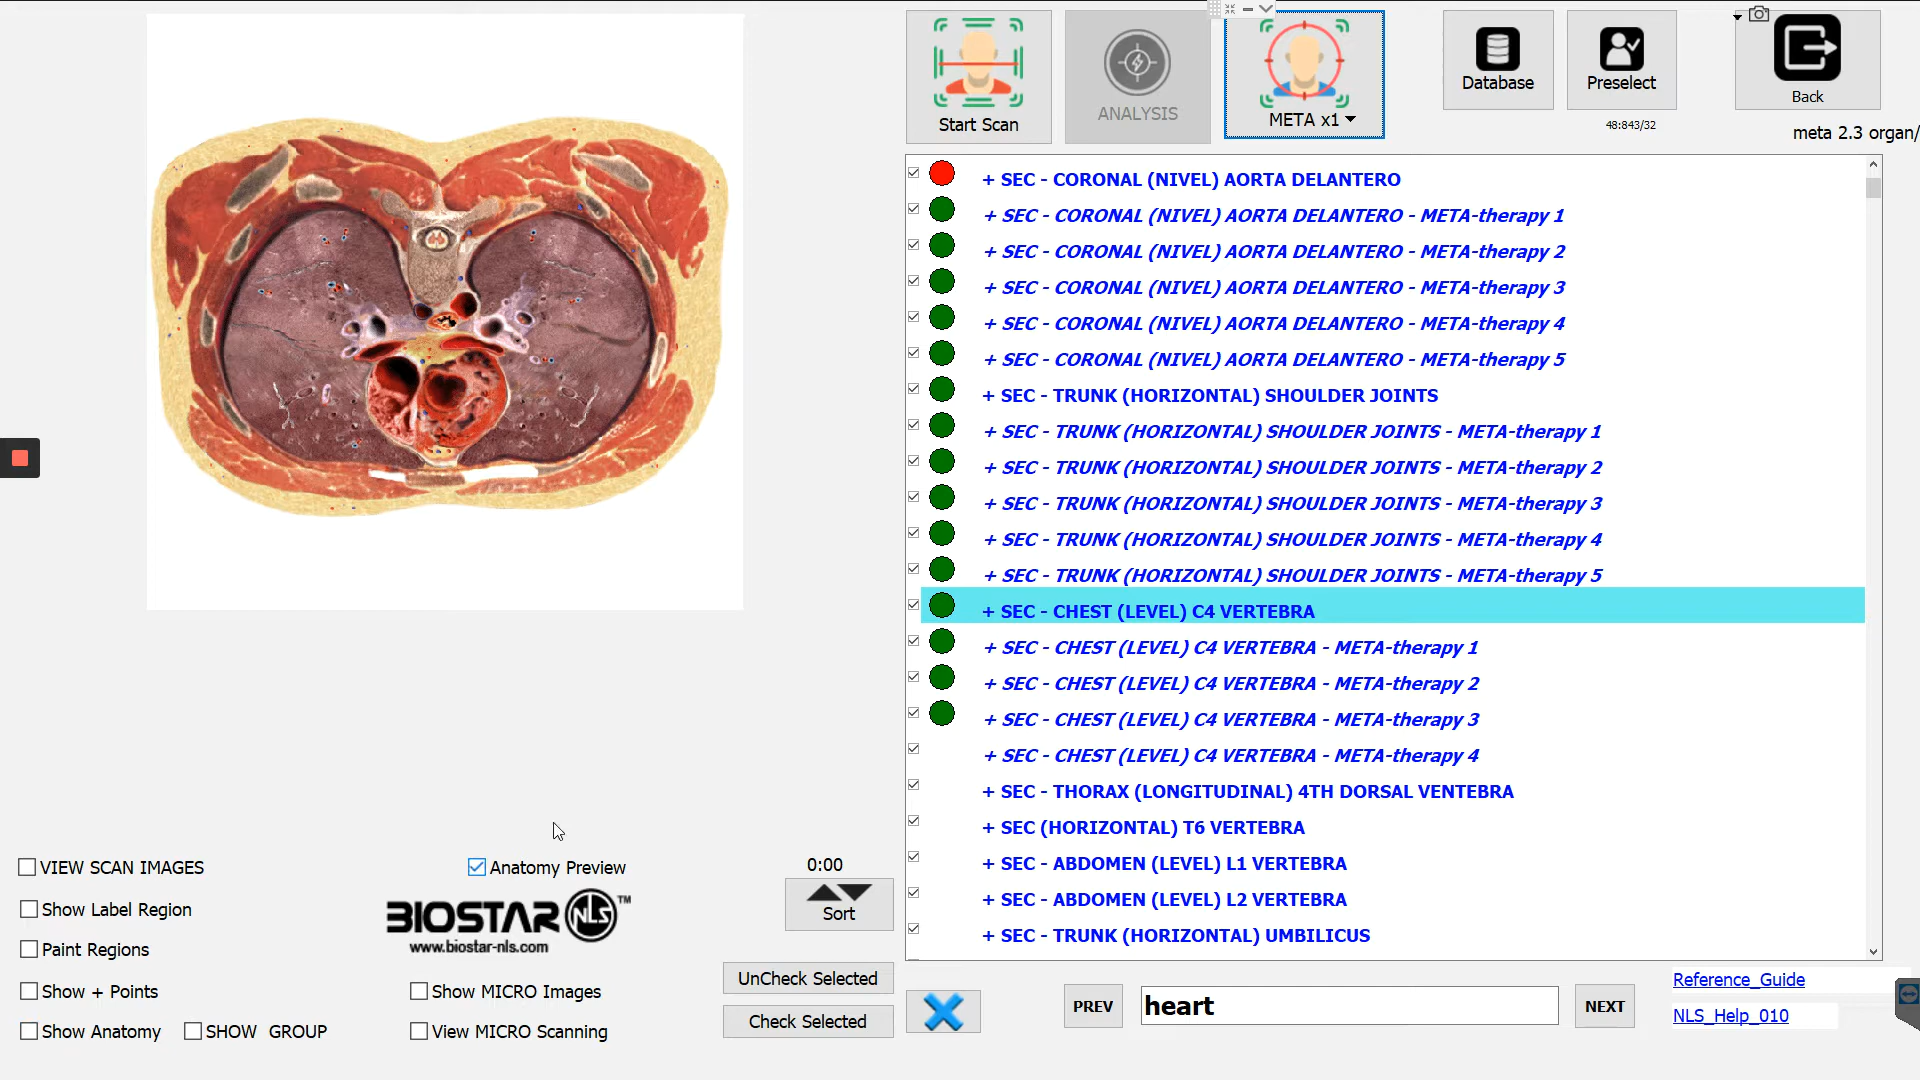 Start Scan
ANALYSIS
META x1
Database
Preselect
Back
48:843/32
meta 2.3 organ/
+ SEC - CORONAL (NIVEL) AORTA DELANTERO
+ SEC - CORONAL (NIVEL) AORTA DELANTERO - META-therapy 1
+ SEC - CORONAL (NIVEL) AORTA DELANTERO - META-therapy 2
+ SEC - CORONAL (NIVEL) AORTA DELANTERO - META-therapy 3
+ SEC - CORONAL (NIVEL) AORTA DELANTERO - META-therapy 4
+ SEC - CORONAL (NIVEL) AORTA DELANTERO - META-therapy 5
+ SEC - TRUNK (HORIZONTAL) SHOULDER JOINTS
+ SEC - TRUNK (HORIZONTAL) SHOULDER JOINTS - META-therapy 1
+ SEC - TRUNK (HORIZONTAL) SHOULDER JOINTS - META-therapy 2
+ SEC - TRUNK (HORIZONTAL) SHOULDER JOINTS - META-therapy 3
+ SEC - TRUNK (HORIZONTAL) SHOULDER JOINTS - META-therapy 4
+ SEC - TRUNK (HORIZONTAL) SHOULDER JOINTS - META-therapy 5
+ SEC - CHEST (LEVEL) C4 VERTEBRA
+ SEC - CHEST (LEVEL) C4 VERTEBRA - META-therapy 1
+ SEC - CHEST (LEVEL) C4 VERTEBRA - META-therapy 2
+ SEC - CHEST (LEVEL) C4 VERTEBRA - META-therapy 3
+ SEC - CHEST (LEVEL) C4 VERTEBRA - META-therapy 4
+ SEC - THORAX (LONGITUDINAL) 4TH DORSAL VENTEBRA
+ SEC (HORIZONTAL) T6 VERTEBRA
+ SEC - ABDOMEN (LEVEL) L1 VERTEBRA
+ SEC - ABDOMEN (LEVEL) L2 VERTEBRA
+ SEC - TRUNK (HORIZONTAL) UMBILICUS
VIEW SCAN IMAGES
Anatomy Preview
0:00
Show Label Region
BIOSTAR NLS™
www.biostar-nls.com
Sort
Paint Regions
Show + Points
Show MICRO Images
UnCheck Selected
Show Anatomy
SHOW GROUP
View MICRO Scanning
Check Selected
PREV
heart
NEXT
Reference_Guide
NLS_Help_010